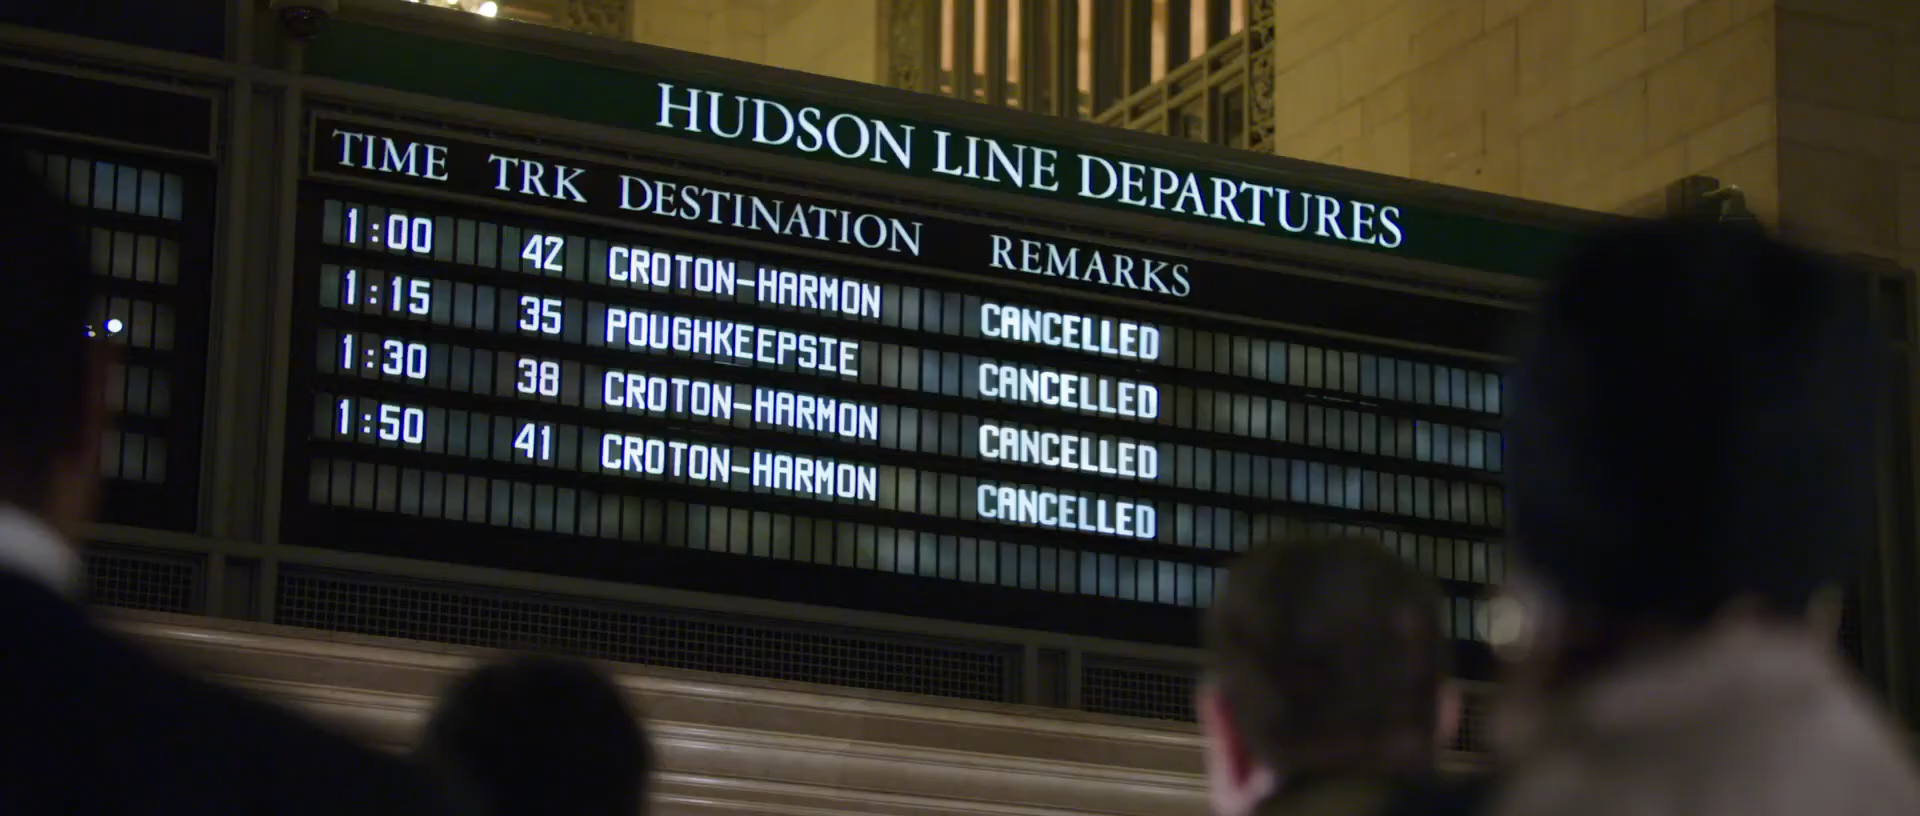 HUDSON LINE DEPARTURES
TIME TRK DESTINATION REMARKS
1:00 42 CROTON-HARMON CANCELLED
1:15 35 POUGHKEEPSIE CANCELLED
1:30 38 CROTON-HARMON CANCELLED
1:50 41 CROTON-HARMON CANCELLED